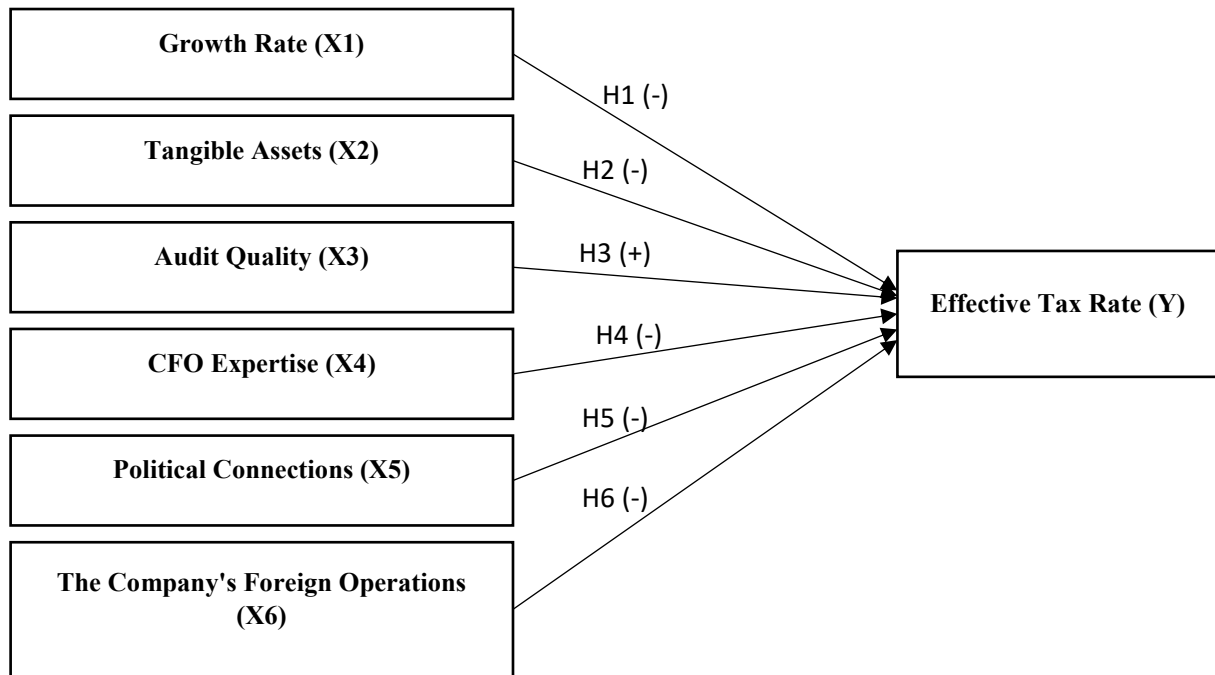 Growth Rate (X1)
H1 (-)
Tangible Assets (X2)
H2 (-)
Audit Quality (X3)
H3 (+)
Effective Tax Rate (Y)
CFO Expertise (X4)
H4 (-)
Political Connections (X5)
H5 (-)
H6 (-)
The Company's Foreign Operations
(X6)